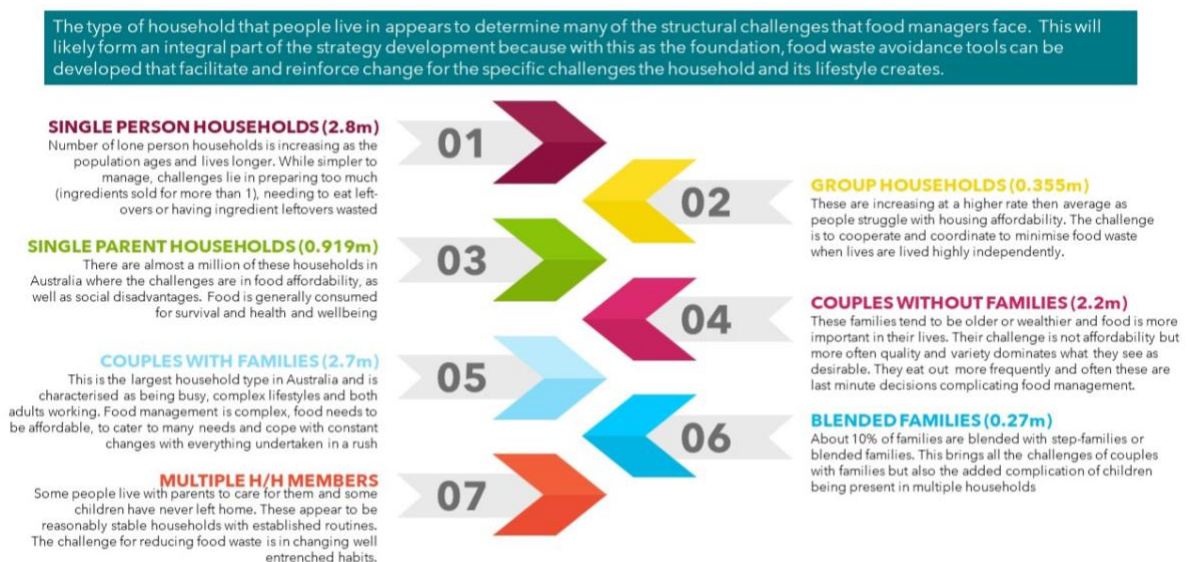 The type of household that people live in appears to determine many of the structural challenges that food managers face. This will
likely form an integral part of the strategy development because with this as the foundation, food waste avoidance tools can be
developed that facilitate and reinforce change for the specific challenges the household and its lifestyle creates.
01
SINGLE PERSON HOUSEHOLDS (2.8m)
Number of lone person households is increasing as the
population ages and lives longer. While simpler to
manage, challenges lie in preparing too much
(ingredients sold for more than 1), needing to eat left-
overs or having ingredient leftovers wasted
02
GROUP HOUSEHOLDS (0.355m)
These are increasing at a higher rate then average as
people struggle with housing affordability. The challenge
is to cooperate and coordinate to minimise food waste
when lives are lived highly independently.
03
SINGLE PARENT HOUSEHOLDS (0.919m)
There are almost a million of these households in
Australia where the challenges are in food affordability, as
well as social disadvantages. Food is generally consumed
for survival and health and wellbeing
04
COUPLES WITHOUT FAMILIES (2.2m)
These families tend to be older or wealthier and food is more
important in their lives. Their challenge is not affordability but
more often quality and variety dominates what they see as
desirable. They eat out more frequently and often these are
last minute decisions complicating food management.
05
COUPLES WITH FAMILIES (2.7m)
This is the largest household type in Australia and is
characterised as being busy, complex lifestyles and both
adults working. Food management is complex, food needs to
be affordable, to cater to many needs and cope with constant
changes with everything undertaken in a rush
06
BLENDED FAMILIES (0.27m)
About 10% of families are blended with step-families or
blended families. This brings all the challenges of couples
with families but also the added complication of children
being present in multiple households
07
MULTIPLE H/H MEMBERS
Some people live with parents to care for them and some
children have never left home. These appear to be
reasonably stable households with established routines.
The challenge for reducing food waste is in changing well
entrenched habits.